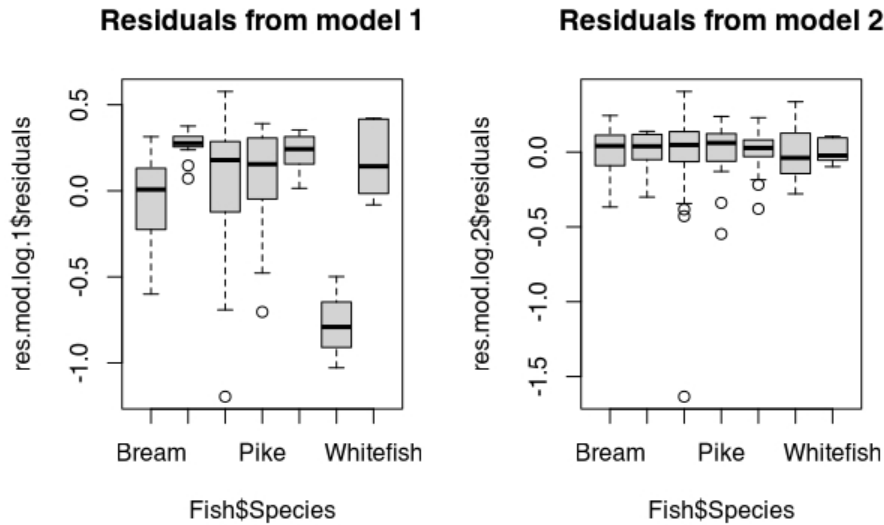 Residuals from model 1
res.mod.log.1$residuals
0.5
0.0
-0.5
-1.0
Bream
Pike
Whitefish
Fish$Species
Residuals from model 2
res.mod.log.2$residuals
0.0
-0.5
-1.0
-1.5
Bream
Pike
Whitefish
Fish$Species